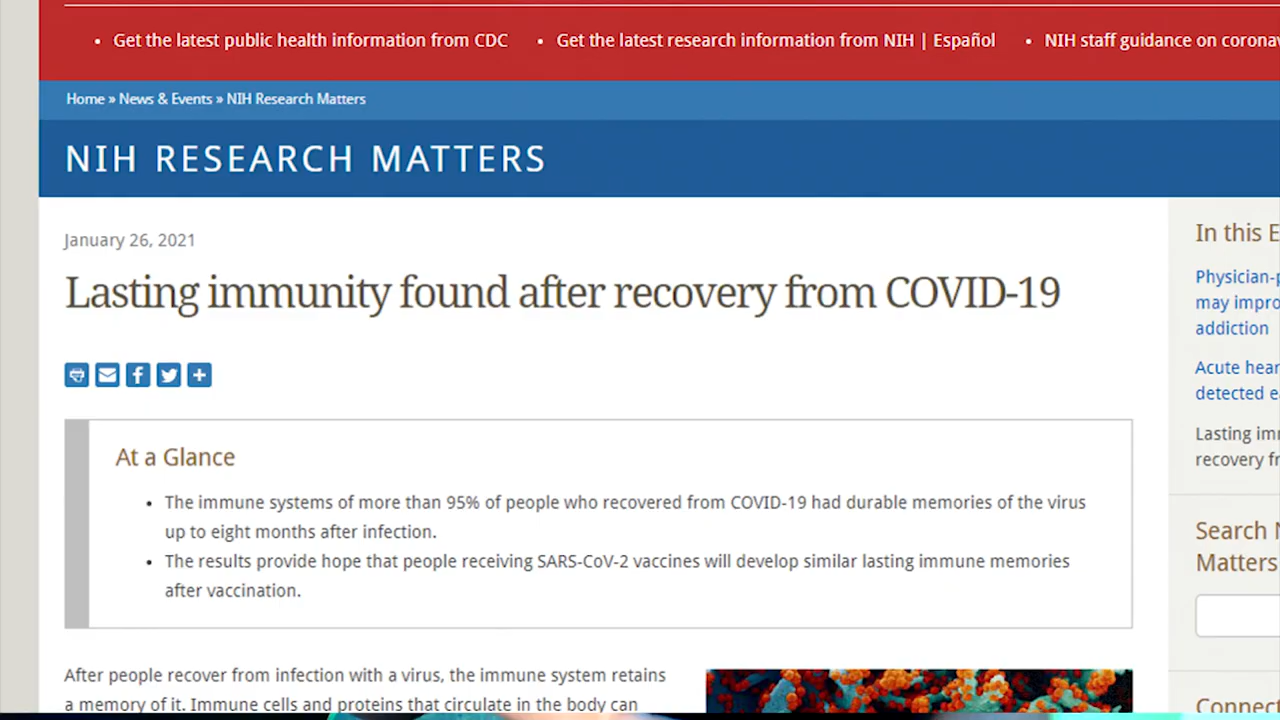 • Get the latest public health information from CDC • Get the latest research information from NIH | Español • NIH staff guidance on
Home » News & Events » NIH Research Matters
NIH RESEARCH MATTERS
January 26, 2021
Lasting immunity found after recovery from COVID-19
At a Glance
• The immune systems of more than 95% of people who recovered from COVID-19 had durable memories of the virus
up to eight months after infection.
• The results provide hope that people receiving SARS-CoV-2 vaccines will develop similar lasting immune memories
after vaccination.
After people recover from infection with a virus, the immune system retains
a memory of it. Immune cells and proteins that circulate in the body can
In this
Physician-
may
addiction
Acute
detected
Lasting
recovery
Search
Matters